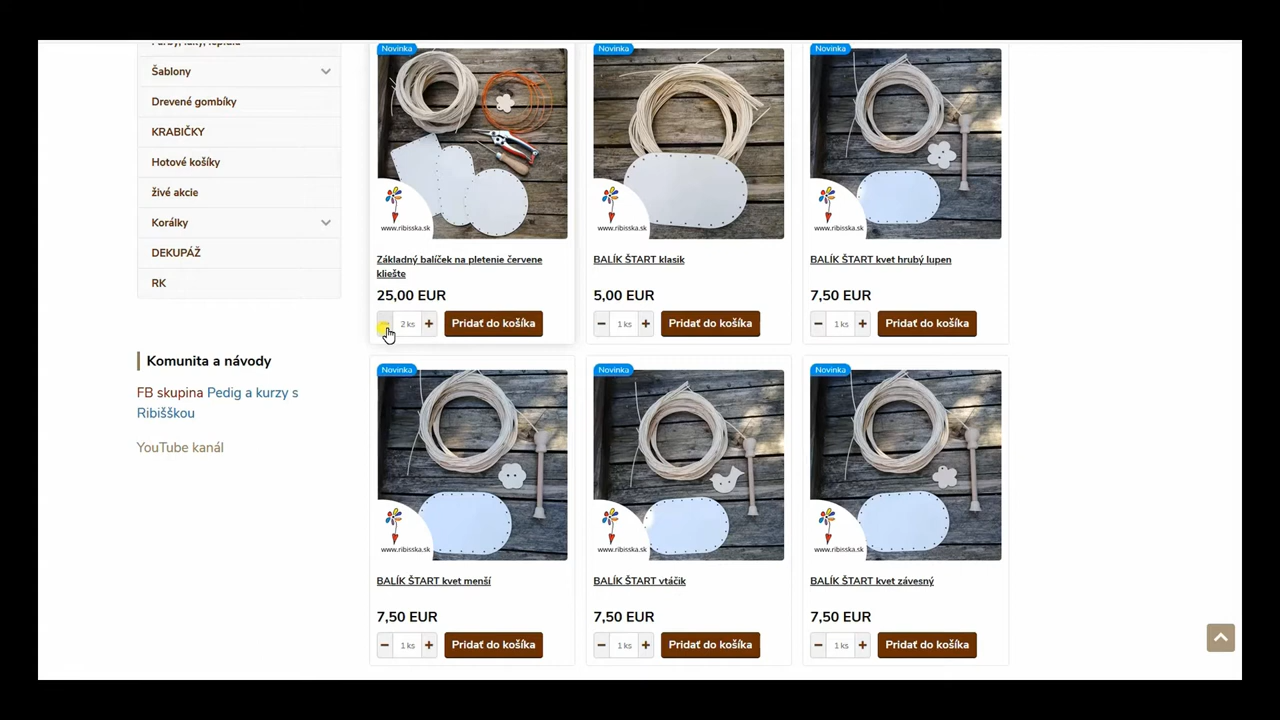 Farby, laky, lepidlá
Šablony
Drevené gombíky
KRABIČKY
Hotové košíky
živé akcie
Korálky
DEKUPÁŽ
RK
Komunita a návody
FB skupina Pedig a kurzy s
Ribišškou
YouTube kanál
Novinka
www.ribisska.sk
Základný balíček na pletenie červene
kliešte
25,00 EUR
2 ks
Pridať do košíka
Novinka
www.ribisska.sk
BALÍK ŠTART klasik
5,00 EUR
1 ks
Pridať do košíka
Novinka
www.ribisska.sk
BALÍK ŠTART kvet hrubý lupen
7,50 EUR
1 ks
Pridať do košíka
Novinka
www.ribisska.sk
BALÍK ŠTART kvet menší
7,50 EUR
1 ks
Pridať do košíka
Novinka
www.ribisska.sk
BALÍK ŠTART vtáčik
7,50 EUR
1 ks
Pridať do košíka
Novinka
www.ribisska.sk
BALÍK ŠTART kvet závesný
7,50 EUR
1 ks
Pridať do košíka